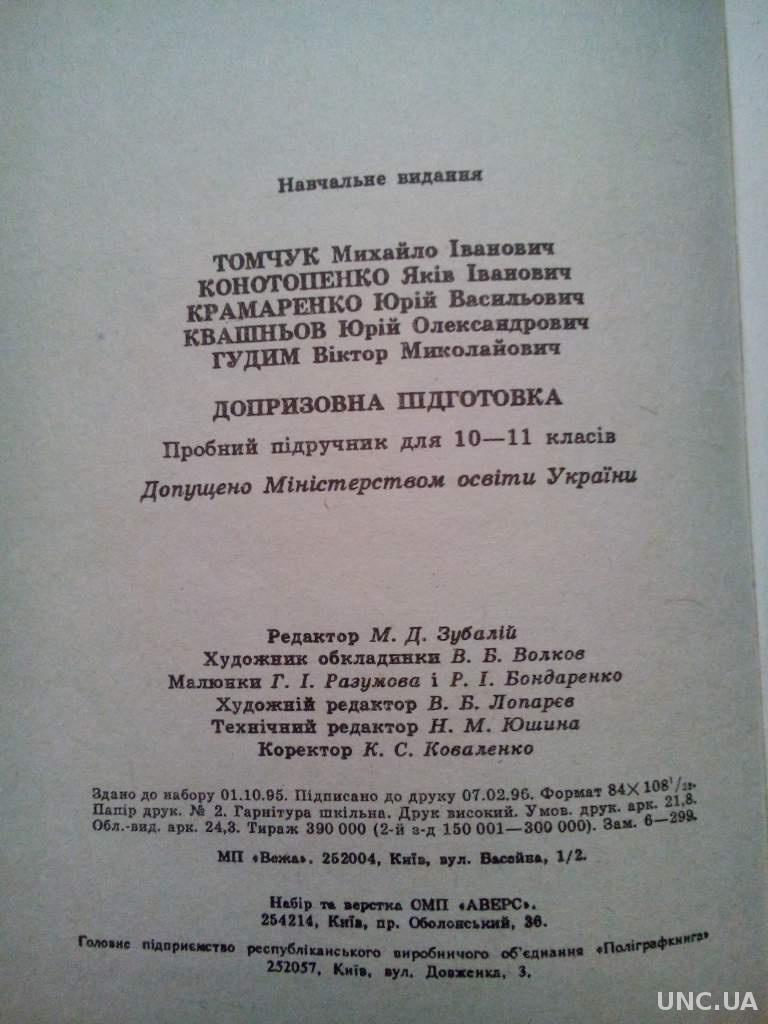 Навчальне видання
ТОМЧУК Михайло Іванович
КОНОТОПЕНКО Яків Іванович
КРАМАРЕНКО Юрій Васильович
КВАШНЬОВ Юрій Олександрович
ГУДИМ Віктор Миколайович
ДОПРИЗОВНА ПІДГОТОВКА
Пробний підручник для 10—11 класів
Допущено Міністерством освіти України
Редактор М. Д. Зубалій
Художник обкладинки В. Б. Волков
Малюнки Г. І. Разумова і Р. І. Бондаренко
Художній редактор В. Б. Лопарєв
Технічний редактор Н. М. Юшина
Коректор К. С. Коваленко
Здано до набору 01.10.95. Підписано до друку 07.02.96. Формат 84×108
Папір друк. № 2. Гарнітура шкільна. Друк високий. Умов. друк. арк. 21,8.
Обл.-вид. арк. 24,3. Тираж 390 000 (2-й з-д 150 001—300 000). Зам. 6—299.
МП «Вежа». 252004, Київ, вул. Басейна, 1/2.
Набір та верстка ОМП «АВЕРС».
254214, Київ, пр. Оболонський, 36.
Головне підприємство республіканського виробничого об'єднання «Поліграфкнига»
252057, Київ, вул. Довженка, 3.
UNC.UA